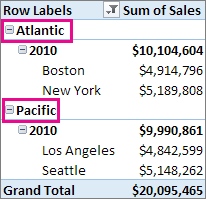 Row Labels Sum of Sales
Atlantic
2010 $10,104,604
Boston $4,914,796
New York $5,189,808
Pacific
2010 $9,990,861
Los Angeles $4,842,599
Seattle $5,148,262
Grand Total $20,095,465